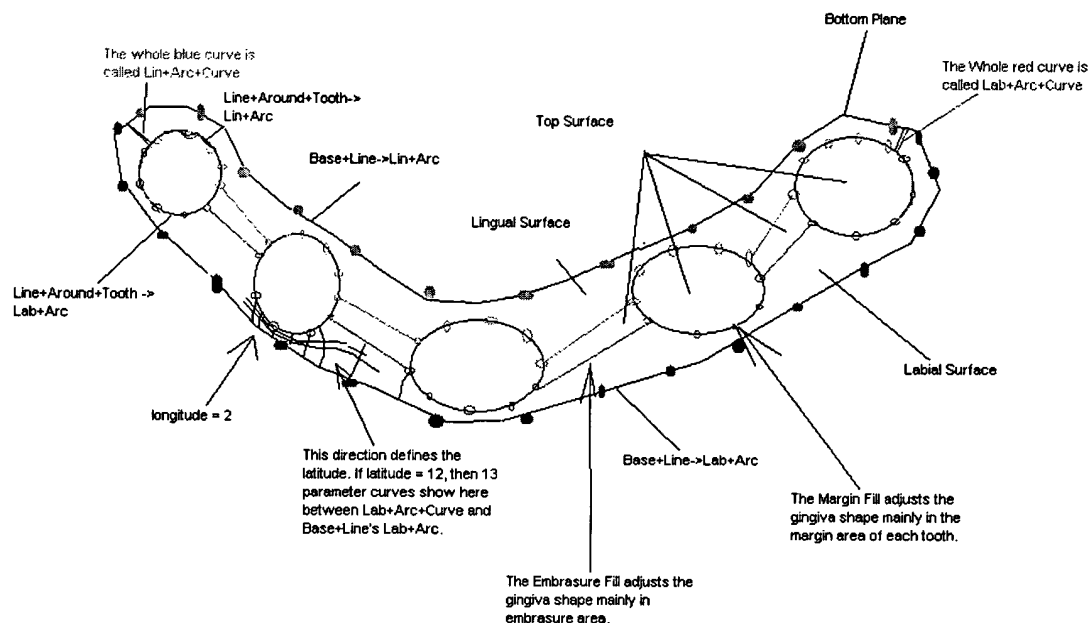 Bottom Plane
The whole blue curve is
called Lin+Arc+Curve
The Whole red curve is
called Lab+Arc+Curve
Line+Around+Tooth->
Lin+Arc
Top Surface
Base+Line->Lin+Arc
Lingual Surface
Line+Around+Tooth ->
Lab+Arc
Labial Surface
longitude = 2
This direction defines the
latitude. If latitude = 12, then 13
parameter curves show here
between Lab+Arc+Curve and
Base+Line's Lab+Arc.
Base+Line->Lab+Arc
The Margin Fill adjusts the
gingiva shape mainly in the
margin area of each tooth.
The Embrasure Fill adjusts the
gingiva shape mainly in
embrasure area.